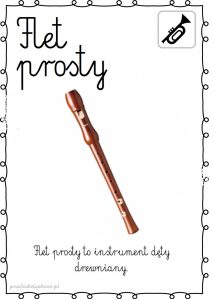 Flet
prosty
Flet prosty to instrument dęty
drewniany.